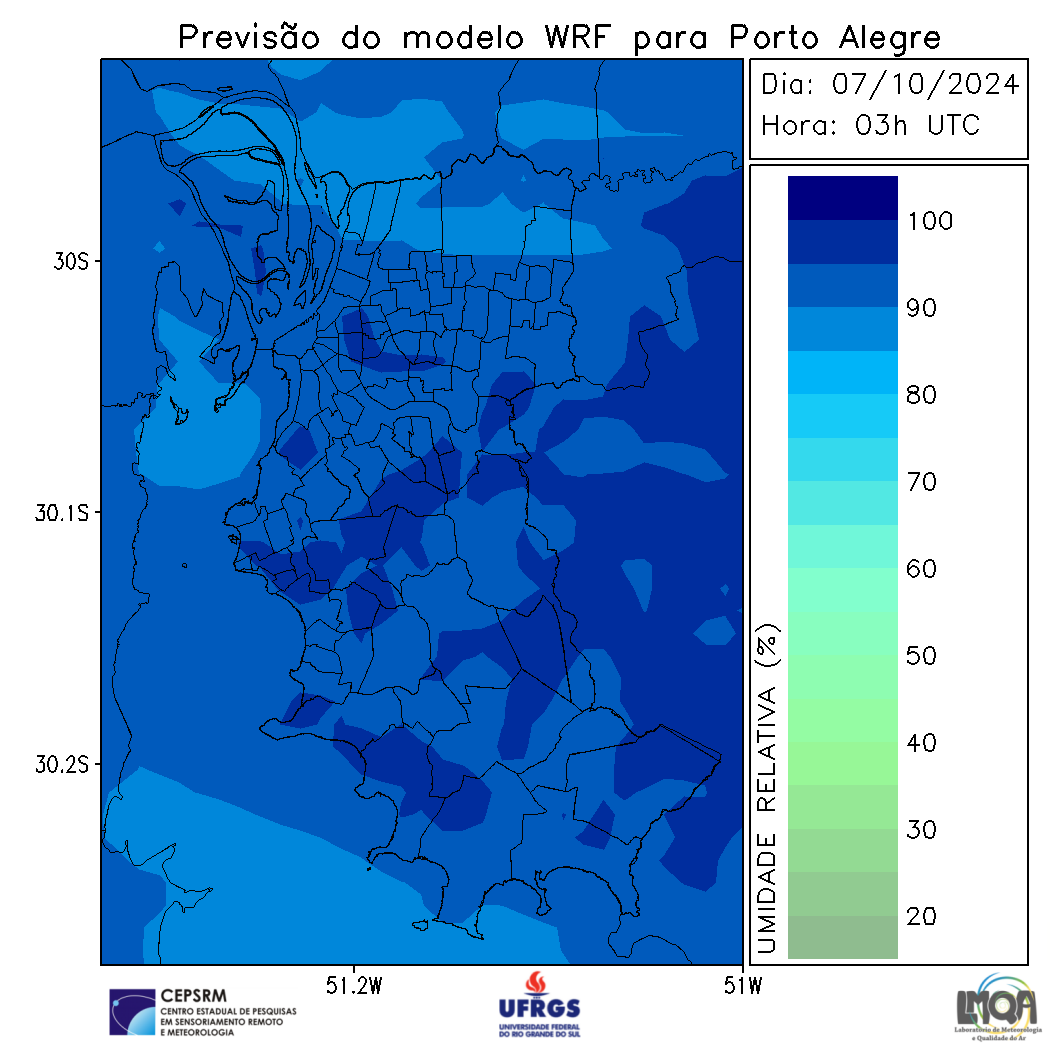 Previsão do modelo WRF para Porto Alegre
Dia: 07/10/2024
Hora: 03h UTC
100
90
80
70
60
50
40
30
20
UMIDADE RELATIVA (%)
30S
30.1S
30.2S
51.2W
51W
CEPSRM
CENTRO ESTADUAL DE PESQUISAS
EM SENSORIAMENTO REMOTO
E METEOROLOGIA
UFRGS
UNIVERSIDADE FEDERAL
DO RIO GRANDE DO SUL
LMQA
Laboratório de Meteorologia
e Qualidade do Ar